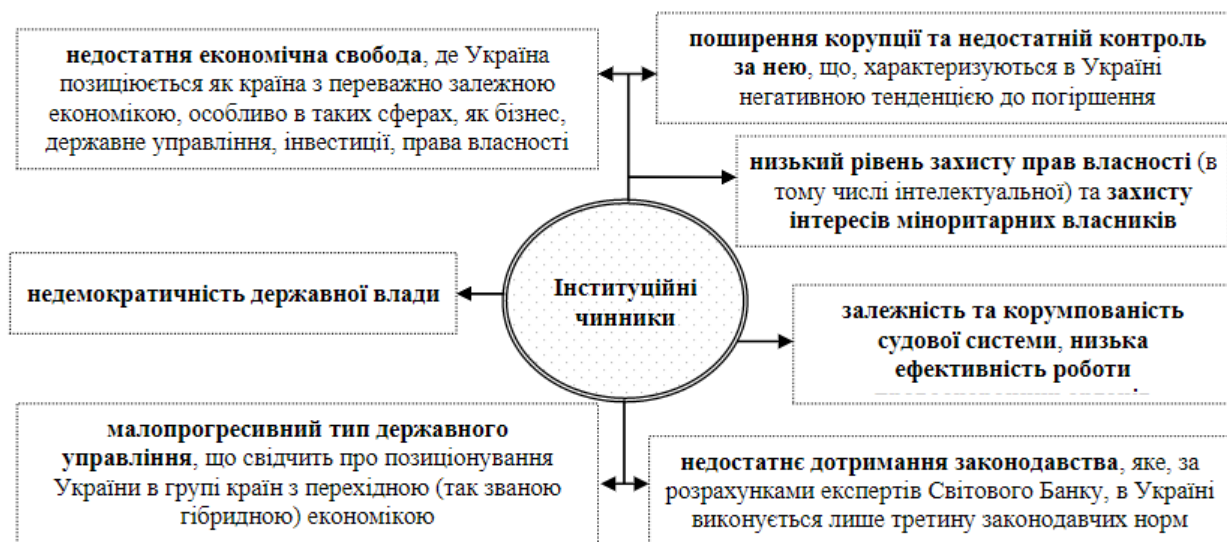 недостатня економічна свобода, де Україна
позиціюється як країна з переважно залежною
економікою, особливо в таких сферах, як бізнес,
державне управління, інвестиції, права власності
поширення корупції та недостатній контроль
за нею, що, характеризуються в Україні
негативною тенденцією до погіршення
низький рівень захисту прав власності (в
тому числі інтелектуальної) та захисту
інтересів міноритарних власників
недемократичність державної влади
Інституційні
чинники
залежність та корумпованість
судової системи, низька
ефективність роботи
малопрогресивний тип державного
управління, що свідчить про позиціонування
України в групі країн з перехідною (так званою
гібридною) економікою
недостатнє дотримання законодавства, яке, за
розрахунками експертів Світового Банку, в Україні
виконується лише третину законодавчих норм